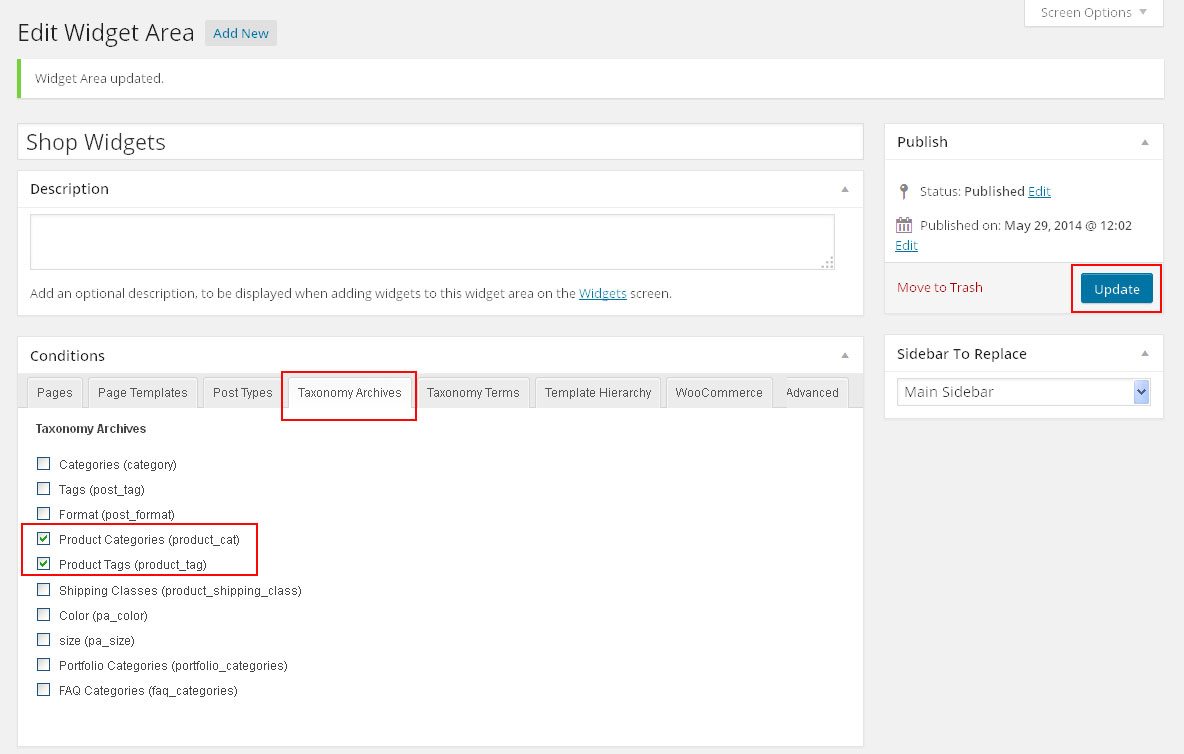 Screen Options
Edit Widget Area Add New
Widget Area updated.
Shop Widgets
Description
Add an optional description, to be displayed when adding widgets to this widget area on the Widgets screen.
Conditions
Pages Page Templates Post Types Taxonomy Archives Taxonomy Terms Template Hierarchy WooCommerce Advanced
Taxonomy Archives
Categories (category)
Tags (post_tag)
Format (post_format)
Product Categories (product_cat)
Product Tags (product_tag)
Shipping Classes (product_shipping_class)
Color (pa_color)
size (pa_size)
Portfolio Categories (portfolio_categories)
FAQ Categories (faq_categories)
Publish
Status: Published Edit
Published on: May 29, 2014 @ 12:02
Edit
Move to Trash Update
Sidebar To Replace
Main Sidebar